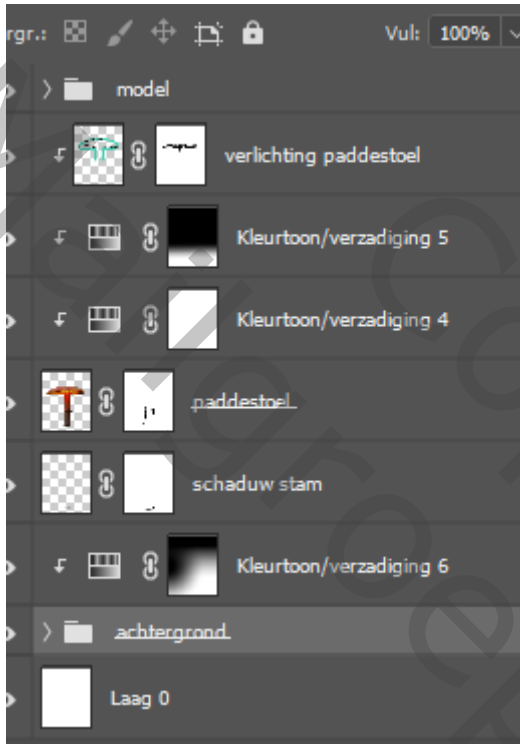 rgr.: Vul: 100%
model
verlichting paddestoel
Kleurtoon/verzadiging 5
Kleurtoon/verzadiging 4
paddestoel
schaduw stam
Kleurtoon/verzadiging 6
achtergrond
Laag 0